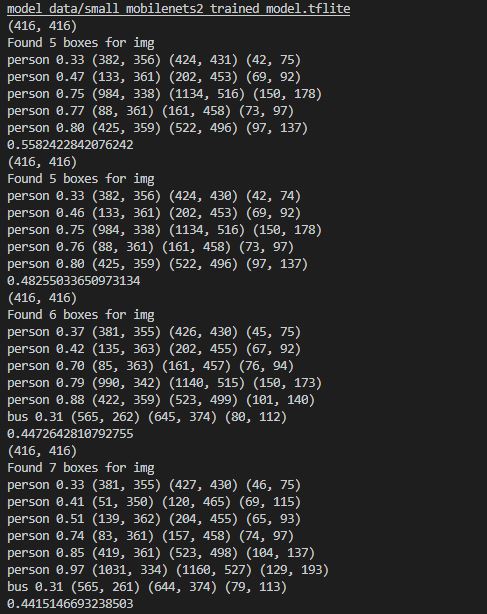 model data/small mobilenets2 trained model.tflite
(416, 416)
Found 5 boxes for img
person 0.33 (382, 356) (424, 431) (42, 75)
person 0.47 (133, 361) (202, 453) (69, 92)
person 0.75 (984, 338) (1134, 516) (150, 178)
person 0.77 (88, 361) (161, 458) (73, 97)
person 0.80 (425, 359) (522, 496) (97, 137)
0.5582422842076242
(416, 416)
Found 5 boxes for img
person 0.33 (382, 356) (424, 430) (42, 74)
person 0.46 (133, 361) (202, 453) (69, 92)
person 0.75 (984, 338) (1134, 516) (150, 178)
person 0.76 (88, 361) (161, 458) (73, 97)
person 0.80 (425, 359) (522, 496) (97, 137)
0.48255033650973134
(416, 416)
Found 6 boxes for img
person 0.37 (381, 355) (426, 430) (45, 75)
person 0.42 (135, 363) (202, 455) (67, 92)
person 0.70 (85, 363) (161, 457) (76, 94)
person 0.79 (990, 342) (1140, 515) (150, 173)
person 0.88 (422, 359) (523, 499) (101, 140)
bus 0.31 (565, 262) (645, 374) (80, 112)
0.4472642810792755
(416, 416)
Found 7 boxes for img
person 0.33 (381, 355) (427, 430) (46, 75)
person 0.41 (51, 350) (120, 465) (69, 115)
person 0.51 (139, 362) (204, 455) (65, 93)
person 0.74 (83, 361) (157, 458) (74, 97)
person 0.85 (419, 361) (523, 498) (104, 137)
person 0.97 (1031, 334) (1160, 527) (129, 193)
bus 0.31 (565, 261) (644, 374) (79, 113)
0.4415146693238503